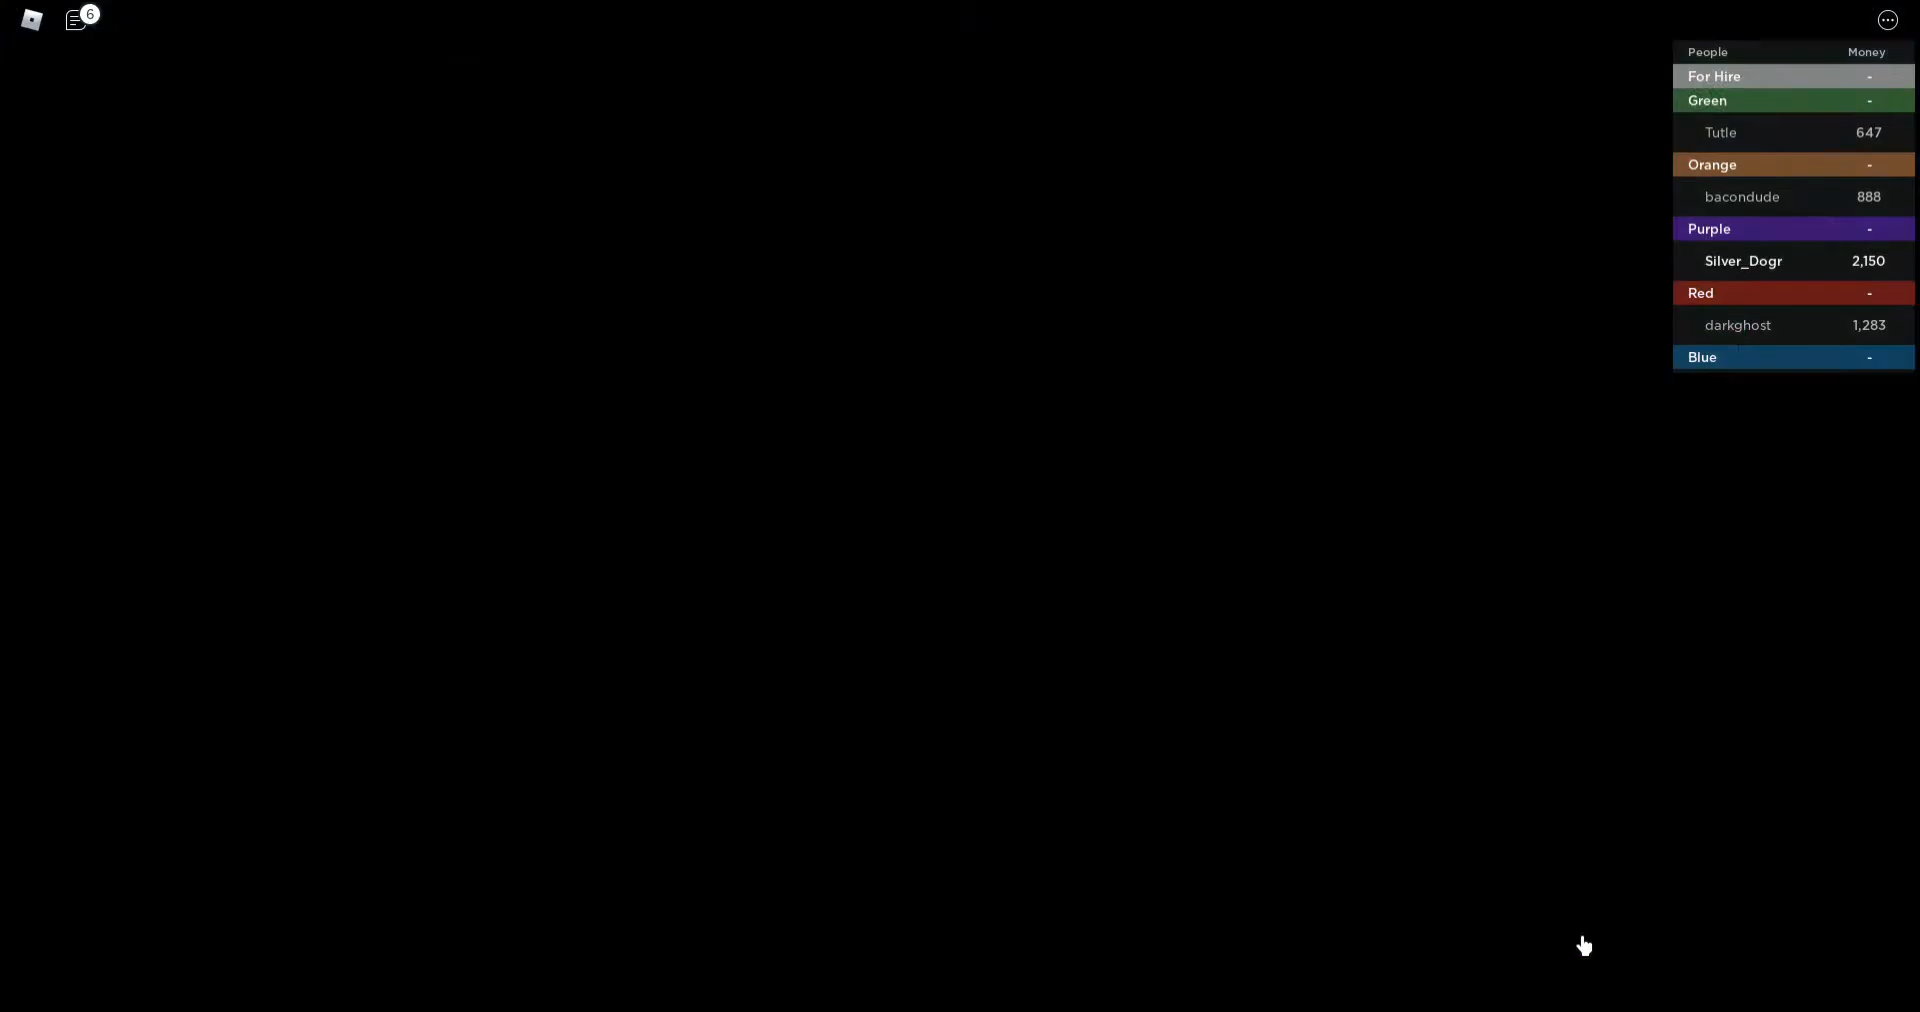 6
People Money
For Hire -
Green -
Tutle 647
Orange -
bacondude 888
Purple -
Silver_Dogr 2,150
Red -
darkghost 1,283
Blue -